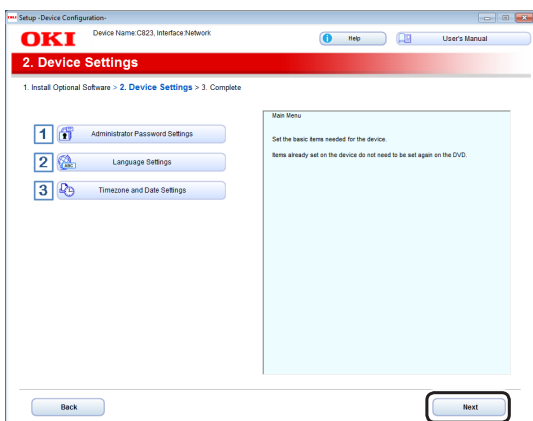 Setup -Device Configuration-
OKI
Device Name:C823, Interface:Network
Help
User's Manual
2. Device Settings
1. Install Optional Software > 2. Device Settings > 3. Complete
Main Menu
Set the basic items needed for the device.
Items already set on the device do not need to be set again on the DVD.
1 Administrator Password Settings
2 Language Settings
3 Timezone and Date Settings
Back
Next